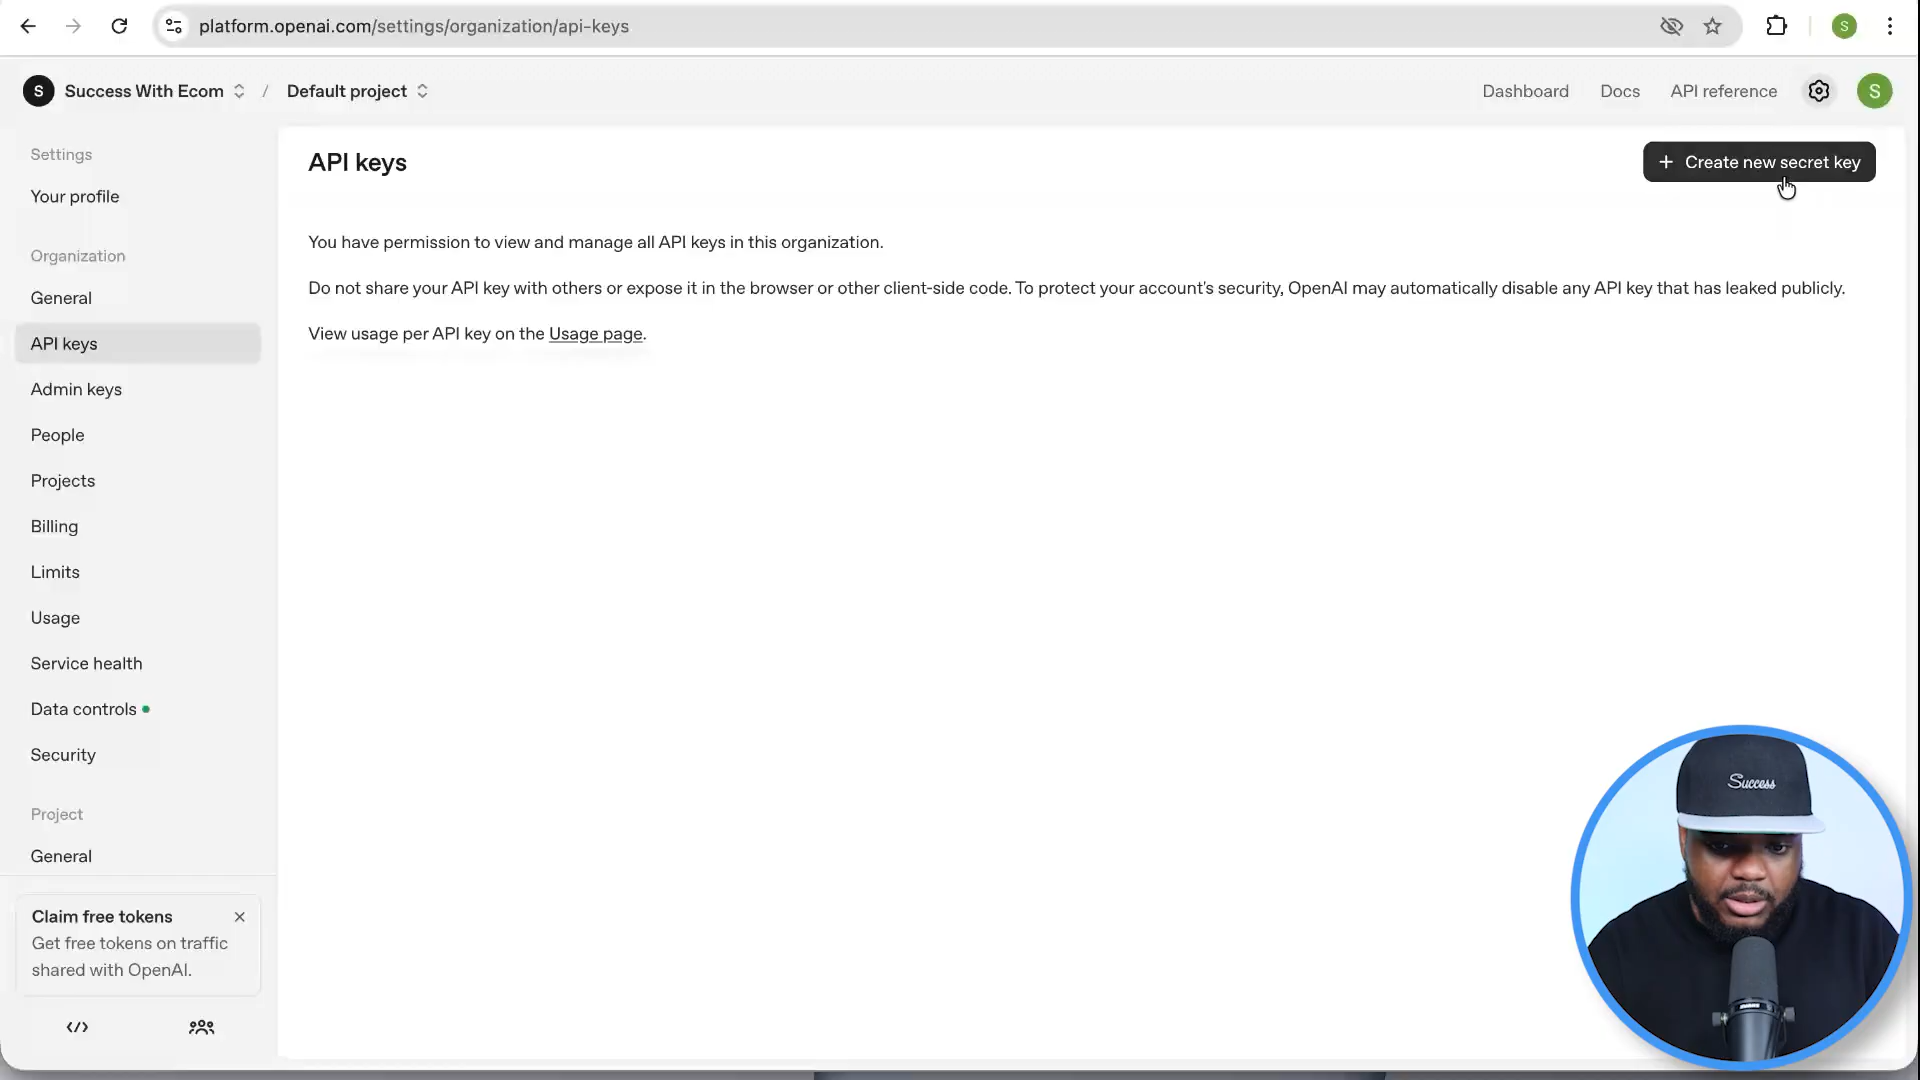 platform.openai.com/settings/organization/api-keys
S
S
Success With Ecom
/
Default project
Dashboard
Docs
API reference
S
Settings
Your profile
Organization
General
API keys
Admin keys
People
Projects
Billing
Limits
Usage
Service health
Data controls
Security
Project
General
Claim free tokens
Get free tokens on traffic
shared with OpenAI.
API keys
+ Create new secret key
You have permission to view and manage all API keys in this organization.
Do not share your API key with others or expose it in the browser or other client-side code. To protect your account's security, OpenAI may automatically disable any API key that has leaked publicly.
View usage per API key on the Usage page.
Success